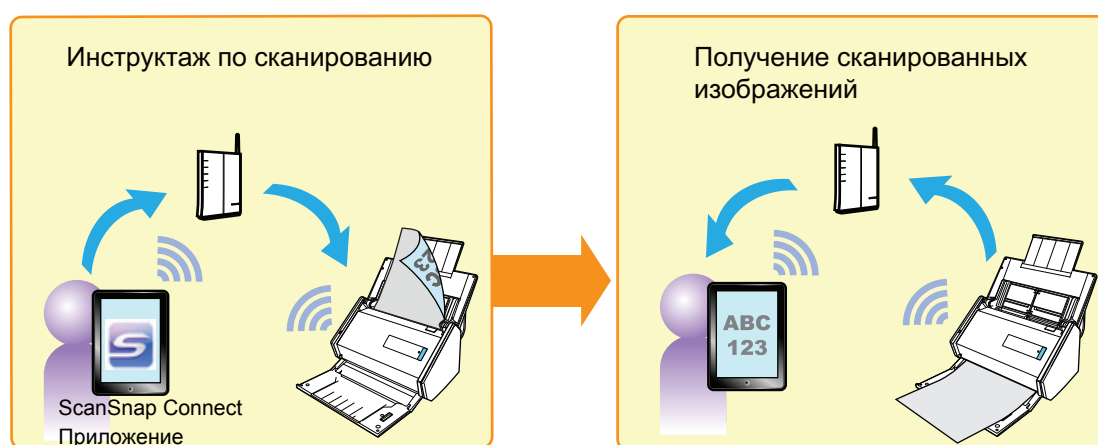 Инструктаж по сканированию
ScanSnap Connect
Приложение
Получение сканированных
изображений
ABC
123